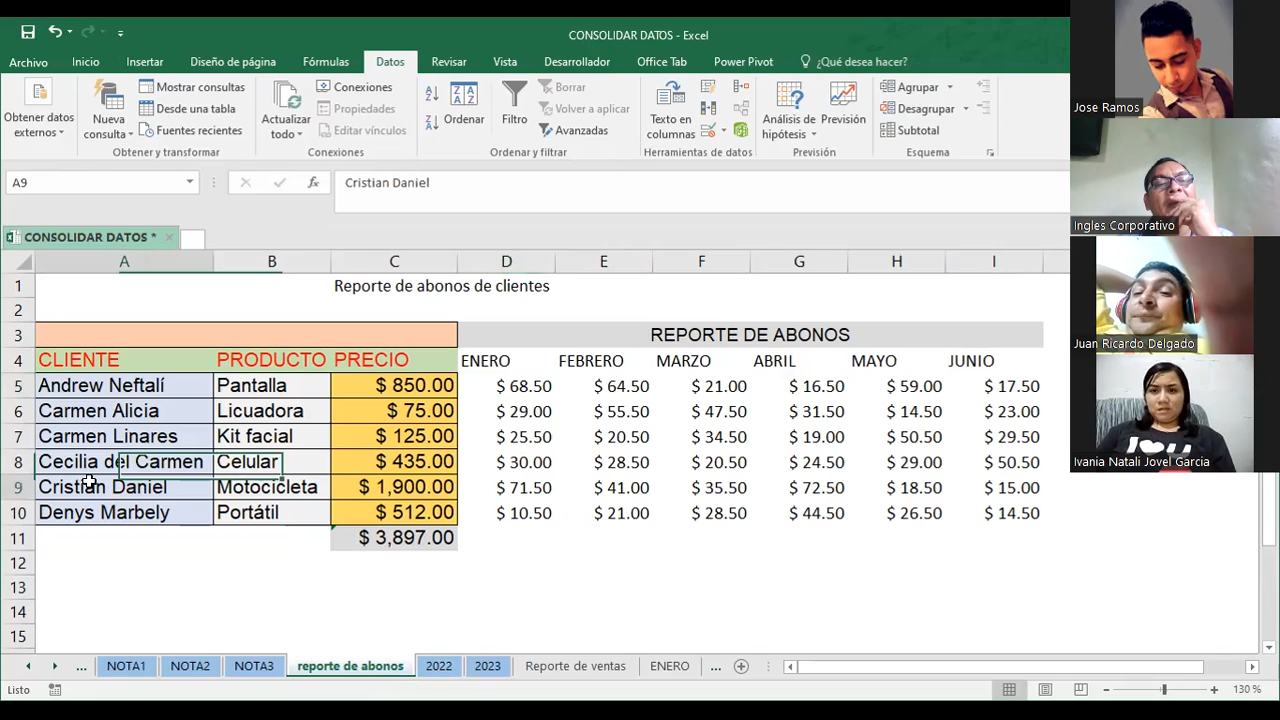 CONSOLIDAR DATOS - Excel
Archivo Inicio Insertar Diseño de página Fórmulas Datos Revisar Vista Desarrollador Office Tab Power Pivot ¿Qué desea hacer?
Obtener datos externos
Nueva consulta
Mostrar consultas
Desde una tabla
Fuentes recientes
Obtener y transformar
Actualizar todo
Conexiones
Propiedades
Editar vínculos
Conexiones
Ordenar
Filtro
Borrar
Volver a aplicar
Avanzadas
Ordenar y filtrar
Texto en columnas
Herramientas de datos
Análisis de hipótesis
Previsión
Previsión
Agrupar
Desagrupar
Subtotal
Esquema
A9 fx Cristian Daniel
CONSOLIDAR DATOS *
A B C D E F G H I
1 Reporte de abonos de clientes
2
3 REPORTE DE ABONOS
4 CLIENTE PRODUCTO PRECIO ENERO FEBRERO MARZO ABRIL MAYO JUNIO
5 Andrew Neftalí Pantalla $ 850.00 $ 68.50 $ 64.50 $ 21.00 $ 16.50 $ 59.00 $ 17.50
6 Carmen Alicia Licuadora $ 75.00 $ 29.00 $ 55.50 $ 47.50 $ 31.50 $ 14.50 $ 23.00
7 Carmen Linares Kit facial $ 125.00 $ 25.50 $ 20.50 $ 34.50 $ 19.00 $ 50.50 $ 29.50
8 Cecilia del Carmen Celular $ 435.00 $ 30.00 $ 28.50 $ 20.50 $ 24.50 $ 29.00 $ 50.50
9 Cristian Daniel Motocicleta $ 1,900.00 $ 71.50 $ 41.00 $ 35.50 $ 72.50 $ 18.50 $ 15.00
10 Denys Marbely Portátil $ 512.00 $ 10.50 $ 21.00 $ 28.50 $ 44.50 $ 26.50 $ 14.50
11 $ 3,897.00
12
13
14
15
... NOTA1 NOTA2 NOTA3 reporte de abonos 2022 2023 Reporte de ventas ENERO ...
Listo 130 %
Jose Ramos
Ingles Corporativo
Juan Ricardo Delgado
Ivania Natali Jovel Garcia